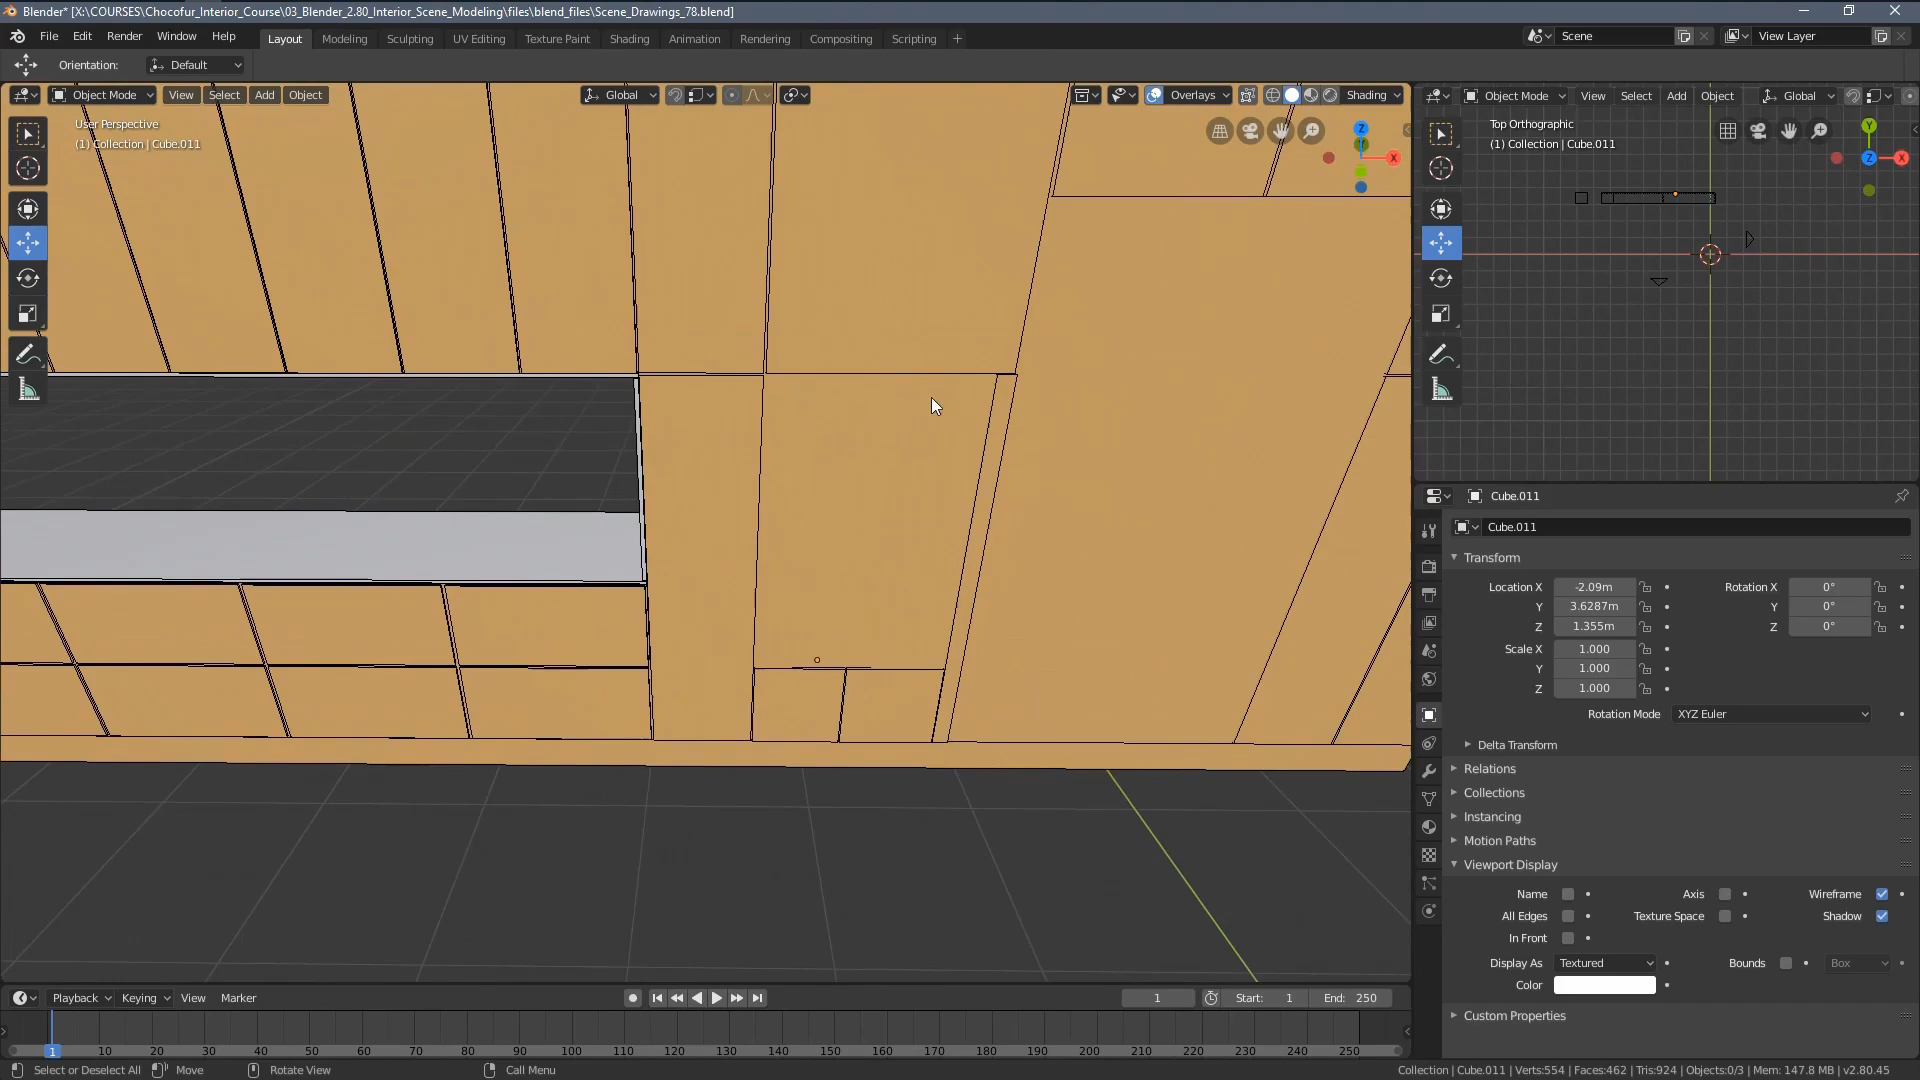 Blender* [X:\COURSES\Chocofur_Interior_Course\03_Blender_2.80_Interior_Scene_Modeling\files\blend_files\Scene_Drawings_78.blend]
File Edit Render Window Help Layout Modeling Sculpting UV Editing Texture Paint Shading Animation Rendering Compositing Scripting + Scene View Layer
Orientation: Default
Object Mode View Select Add Object Global Overlays Shading
User Perspective
(1) Collection | Cube.011
Z
X
Object Mode View Select Add Object Global
Top Orthographic
(1) Collection | Cube.011
Y
Z
X
Cube.011
Cube.011
Transform
Location X -2.09m Rotation X 0°
Y 3.6287m Y 0°
Z 1.355m Z 0°
Scale X 1.000
Y 1.000
Z 1.000
Rotation Mode XYZ Euler
Delta Transform
Relations
Collections
Instancing
Motion Paths
Viewport Display
Name Axis Wireframe
All Edges Texture Space Shadow
In Front
Display As Textured Bounds Box
Color
Custom Properties
Playback Keying View Marker 1 Start: 1 End: 250
1 10 20 30 40 50 60 70 80 90 100 110 120 130 140 150 160 170 180 190 200 210 220 230 240 250
Select or Deselect All Move Rotate View Call Menu Collection | Cube.011 | Verts:554 | Faces:462 | Tris:924 | Objects:0/3 | Mem: 147.8 MB | v2.80.45